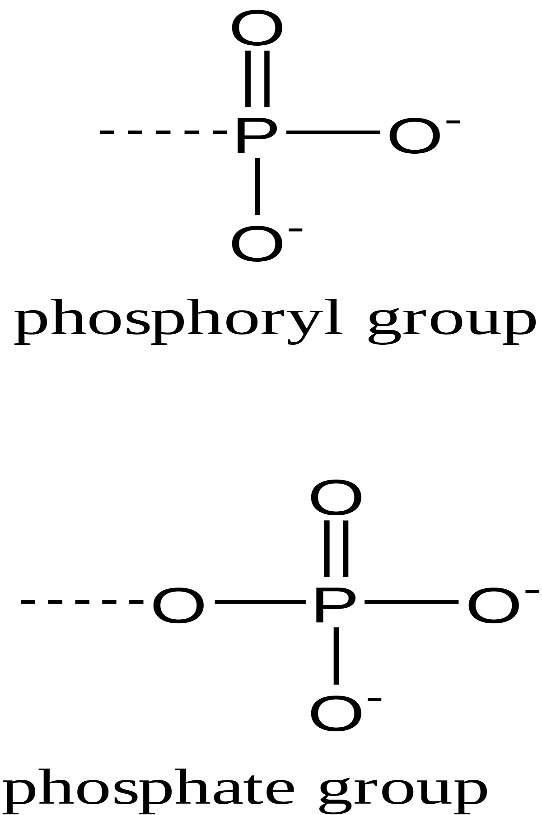 O
P O-
O-
phosphoryl group
O
O P O-
O-
phosphate group